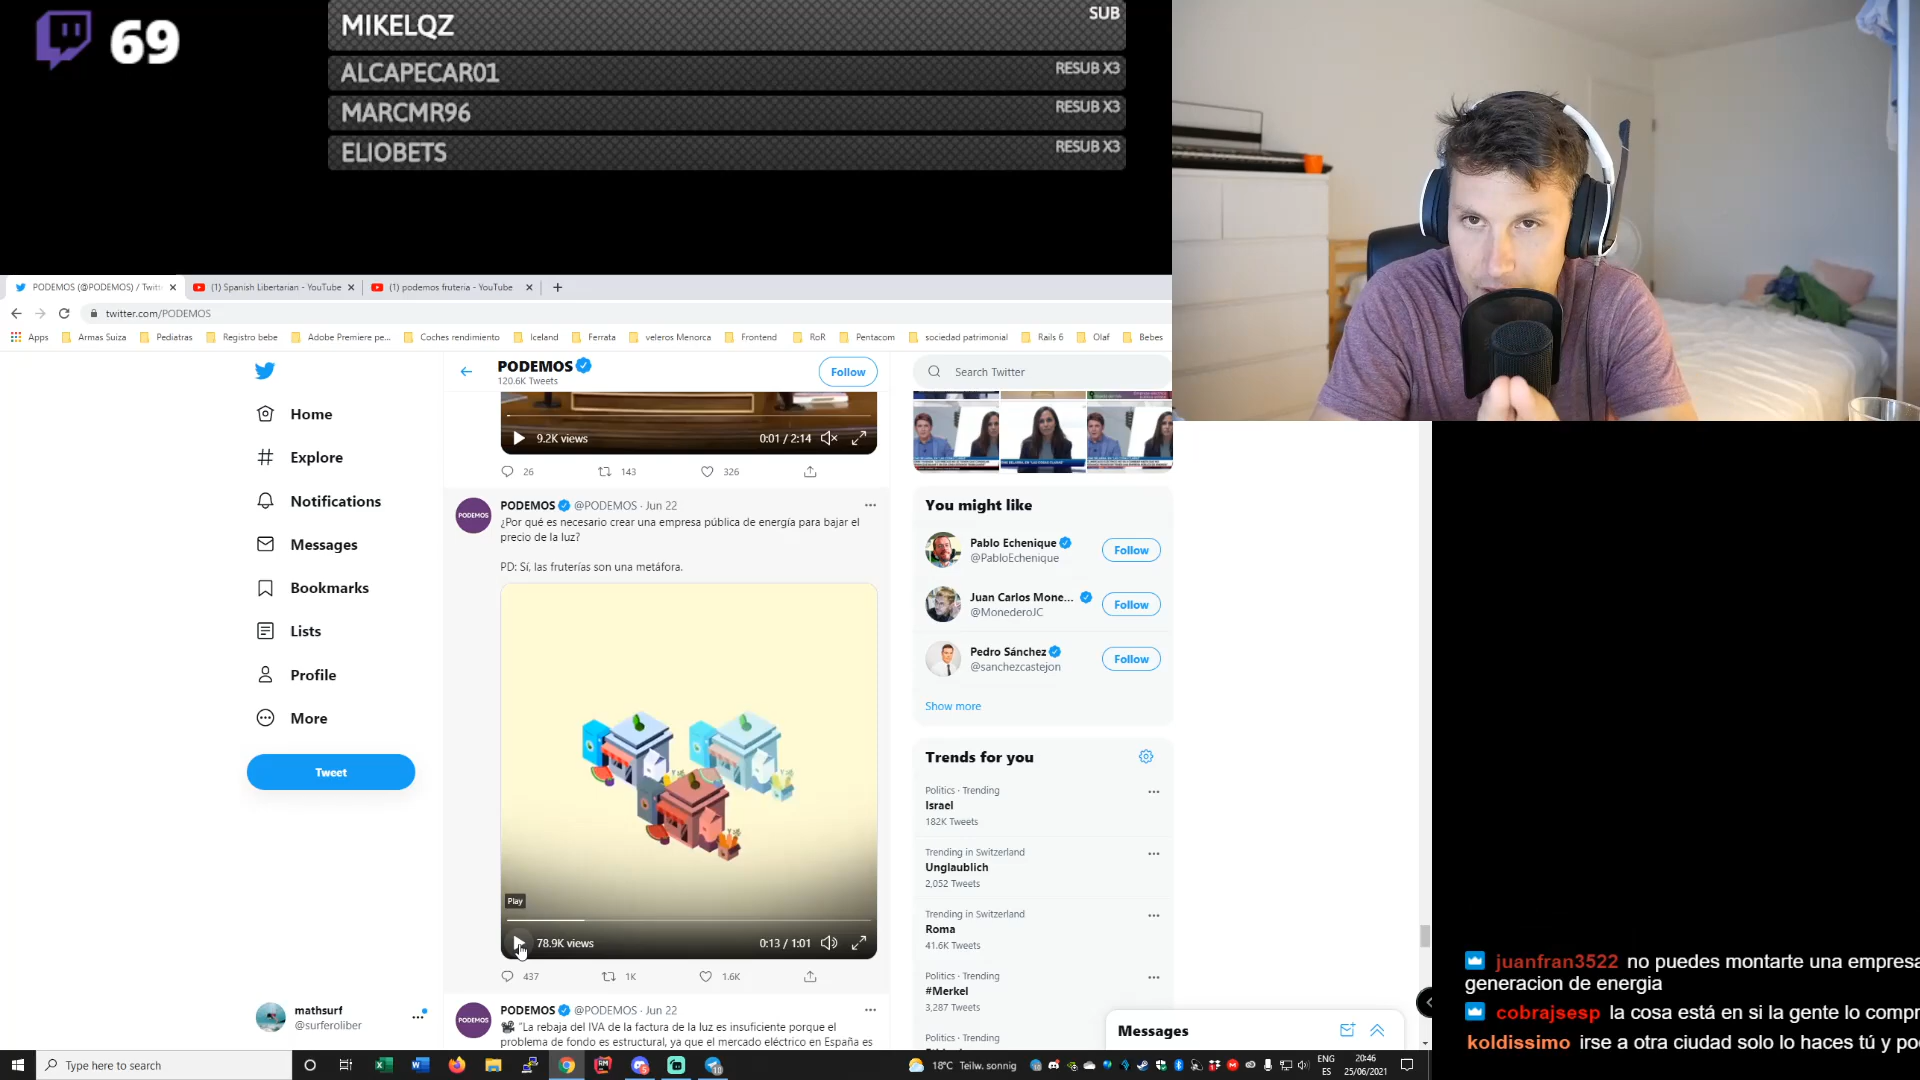 69
MIKELQZ
SUB
ALCAPECAR01
RESUB X3
MARCMR96
RESUB X3
ELIOBETS
RESUB X3
PODEMOS (@PODEMOS) / Twitt
(1) Spanish Libertarian - YouTube
(1) podemos fruteria - YouTube
twitter.com/PODEMOS
Apps
Armas Suiza
Pediatras
Registro bebe
Adobe Premiere pe...
Coches rendimiento
Iceland
Ferrata
veleros Menorca
Frontend
RoR
Pentacom
sociedad patrimonial
Rails 6
Olaf
Bebes
Home
Explore
Notifications
Messages
Bookmarks
Lists
Profile
More
Tweet
mathsurf
@surferoliber
PODEMOS
120.6K Tweets
Follow
9.2K views
0:01 / 2:14
26
143
326
PODEMOS
PODEMOS @PODEMOS · Jun 22
¿Por qué es necesario crear una empresa pública de energía para bajar el
precio de la luz?
PD: Sí, las fruterías son una metáfora.
Play
78.9K views
0:13 / 1:01
437
1K
1.6K
PODEMOS
PODEMOS @PODEMOS · Jun 22
"La rebaja del IVA de la factura de la luz es insuficiente porque el
problema de fondo es estructural, ya que el mercado eléctrico en España es
Search Twitter
You might like
Pablo Echenique
@PabloEchenique
Follow
Juan Carlos Mone...
@MonederoJC
Follow
Pedro Sánchez
@sanchezcastejon
Follow
Show more
Trends for you
Politics · Trending
Israel
182K Tweets
Trending in Switzerland
Unglaublich
2,052 Tweets
Trending in Switzerland
Roma
41.6K Tweets
Politics · Trending
#Merkel
3,287 Tweets
Politics · Trending
Messages
juanfran3522 no puedes montarte una empresa
generacion de energia
cobrajsesp la cosa está en si la gente lo compr
koldissimo irse a otra ciudad solo lo haces tú y po
Type here to search
18°C Teilw. sonnig
ENG
ES
20:46
25/06/2021